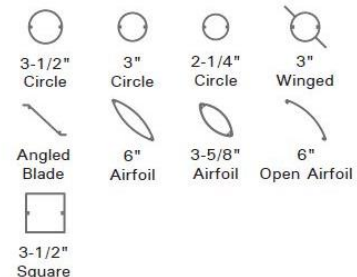 3-1/2"
Circle
3"
Circle
2-1/4"
Circle
3"
Winged
Angled
Blade
6"
Airfoil
3-5/8"
Airfoil
6"
Open Airfoil
3-1/2"
Square